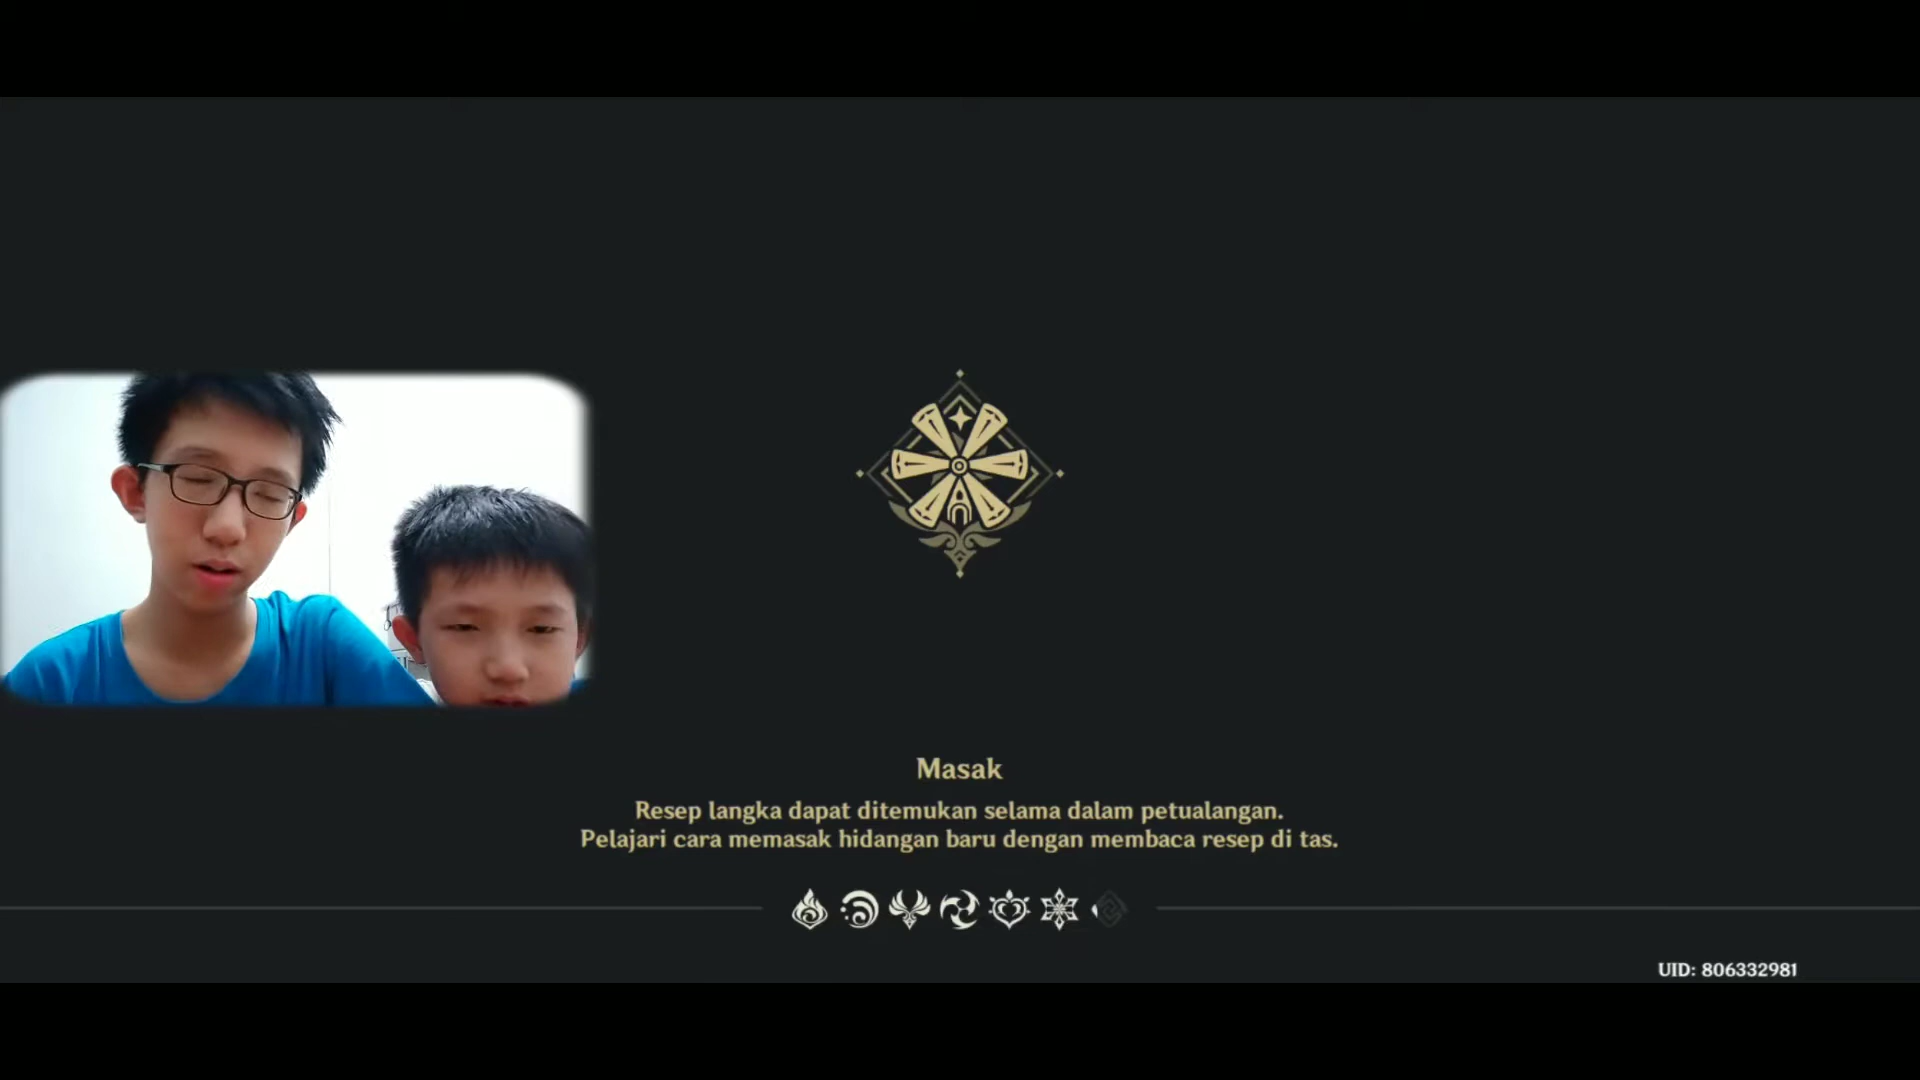 Masak
Resep langka dapat ditemukan selama dalam petualangan.
Pelajari cara memasak hidangan baru dengan membaca resep di tas.
UID: 806332981